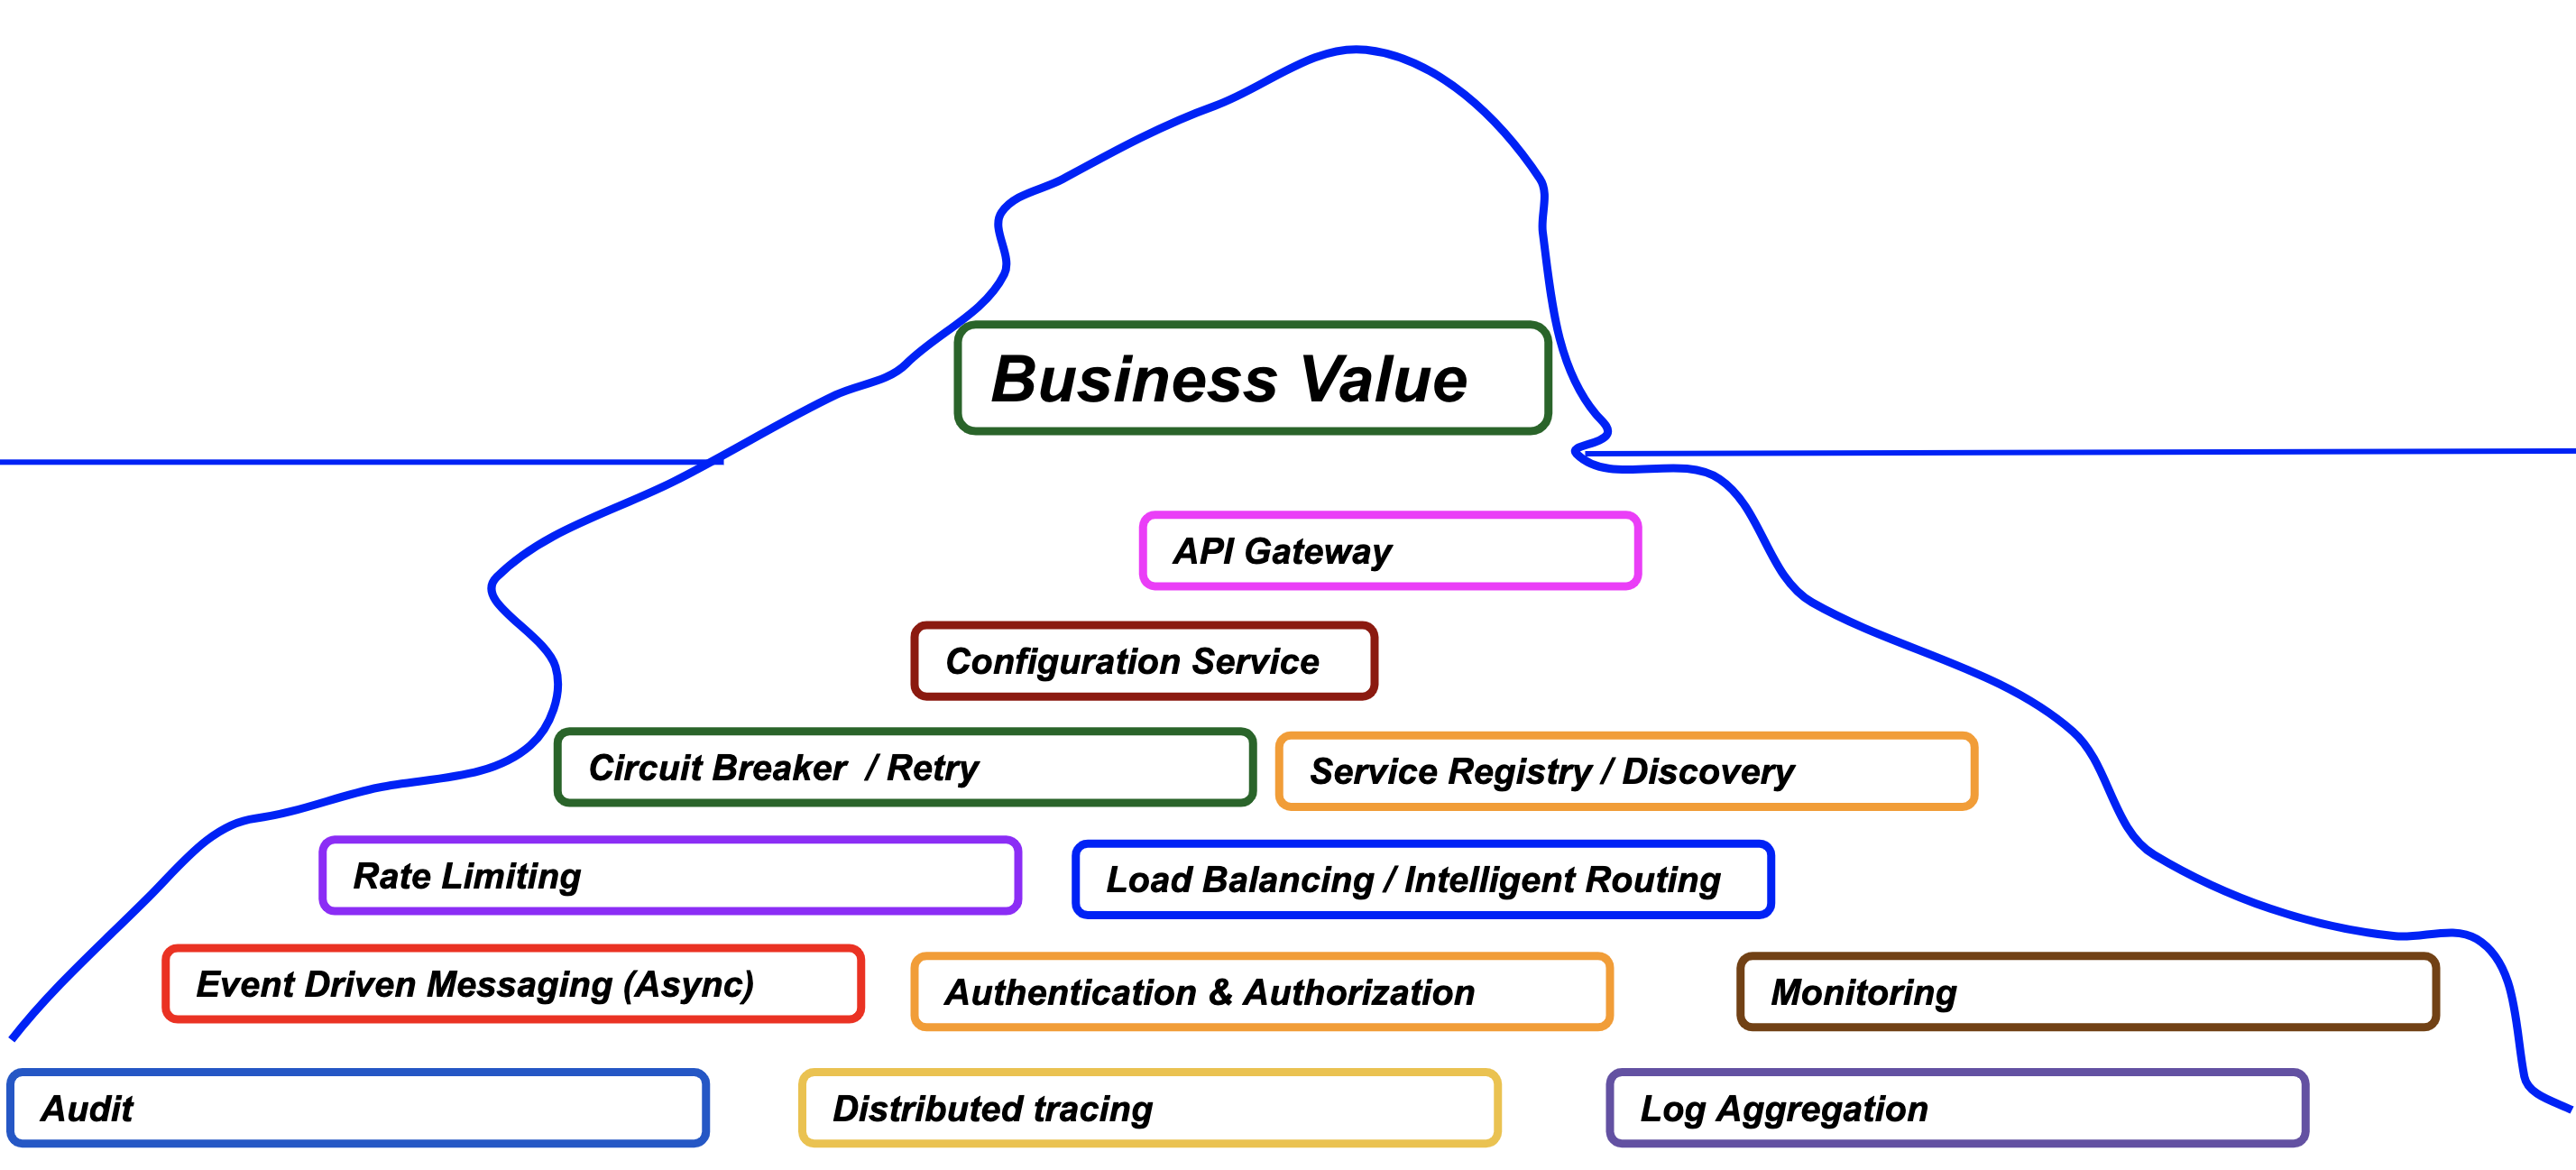 Business Value
API Gateway
Configuration Service
Circuit Breaker / Retry
Service Registry / Discovery
Rate Limiting
Load Balancing / Intelligent Routing
Event Driven Messaging (Async)
Authentication & Authorization
Monitoring
Audit
Distributed tracing
Log Aggregation